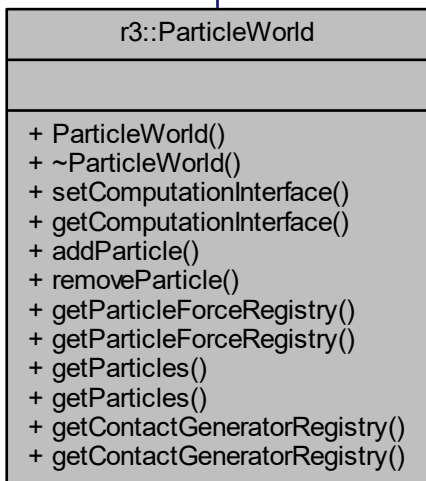 r3::ParticleWorld
+ ParticleWorld()
+ ~ParticleWorld()
+ setComputationInterface()
+ getComputationInterface()
+ addParticle()
+ removeParticle()
+ getParticleForceRegistry()
+ getParticleForceRegistry()
+ getParticles()
+ getParticles()
+ getContactGeneratorRegistry()
+ getContactGeneratorRegistry()